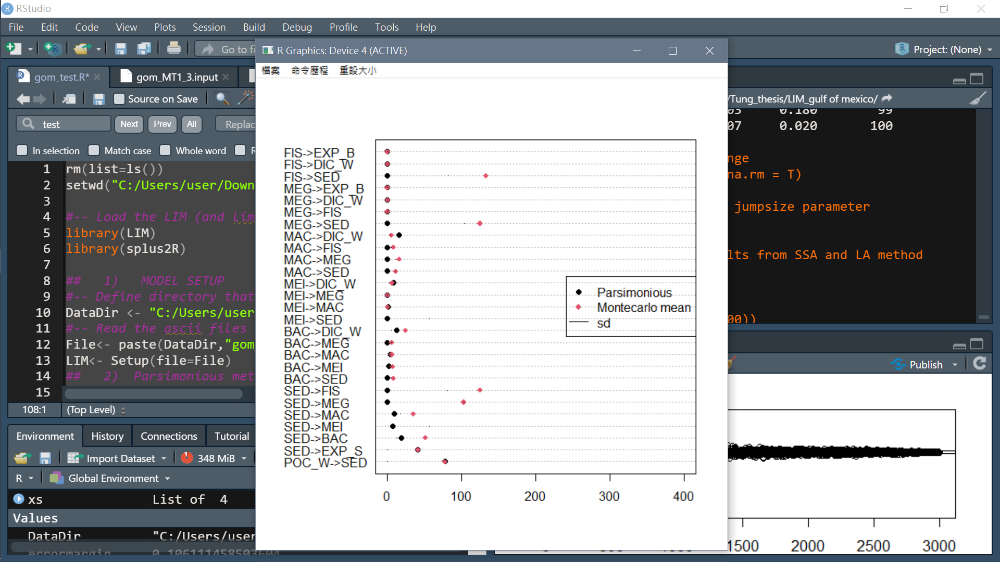 RStudio
File Edit Code View Plots Session Build Debug Profile Tools Help
Go to fi
Project: (None)
R Graphics: Device 4 (ACTIVE)
檔案 命令歷程 重設大小
gom_test.R*
gom_MT1_3.input
Source on Save
test
Next
Prev
All
Replac
In selection
Match case
Whole word
R
1 rm(list=ls())
2 setwd("C:/Users/user/Down
3
4 #-- Load the LIM (and lim
5 library(LIM)
6 library(splus2R)
7
8 ## 1) MODEL SETUP
9 #-- Define directory that
10 DataDir <- "C:/Users/user
11 #-- Read the ascii files
12 File<- paste(DataDir,"gom
13 LIM<- Setup(file=File)
14 ## 2) Parsimonious met
15
108:1 (Top Level)
Environment History Connections Tutorial
Import Dataset
348 MiB
R
Global Environment
xs List of 4
Values
DataDir "C:/Users/user
errormargin 0.106111458503604
FIS->EXP_B
FIS->DIC_W
FIS->SED
MEG->EXP_B
MEG->DIC_W
MEG->FIS
MEG->SED
MAC->DIC_W
MAC->FIS
MAC->MEG
MAC->SED
MEI->DIC_W
MEI->MEG
MEI->MAC
MEI->SED
BAC->DIC_W
BAC->MEG
BAC->MAC
BAC->MEI
BAC->SED
SED->FIS
SED->MEG
SED->MAC
SED->MEI
SED->BAC
SED->EXP_S
POC_W->SED
Parsimonious
Montecarlo mean
sd
0 100 200 300 400
/Tung_thesis/LIM_gulf of mexico/
03 0.180 99
07 0.020 100
nge
na.rm = T)
jumpsize parameter
lts from SSA and LA method
00))
Publish
1500 2000 2500 3000